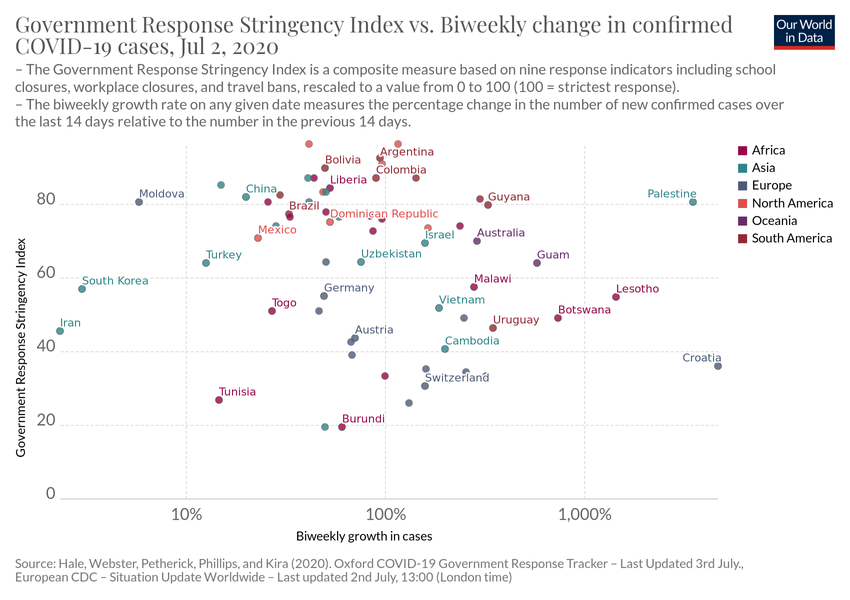 Government Response Stringency Index vs. Biweekly change in confirmed
COVID-19 cases, Jul 2, 2020
Our World
in Data
– The Government Response Stringency Index is a composite measure based on nine response indicators including school
closures, workplace closures, and travel bans, rescaled to a value from 0 to 100 (100 = strictest response).
– The biweekly growth rate on any given date measures the percentage change in the number of new confirmed cases over
the last 14 days relative to the number in the previous 14 days.
Africa
Asia
Europe
North America
Oceania
South America
Government Response Stringency Index
80
60
40
20
0
Argentina
Bolivia
Colombia
Liberia
China
Moldova
Guyana
Palestine
Brazil
Dominican Republic
Mexico
Israel
Australia
Turkey
Uzbekistan
Guam
South Korea
Malawi
Germany
Lesotho
Togo
Vietnam
Botswana
Iran
Uruguay
Austria
Cambodia
Croatia
Switzerland
Tunisia
Burundi
10%
100%
1,000%
Biweekly growth in cases
Source: Hale, Webster, Petherick, Phillips, and Kira (2020). Oxford COVID-19 Government Response Tracker – Last Updated 3rd July.,
European CDC – Situation Update Worldwide – Last updated 2nd July, 13:00 (London time)